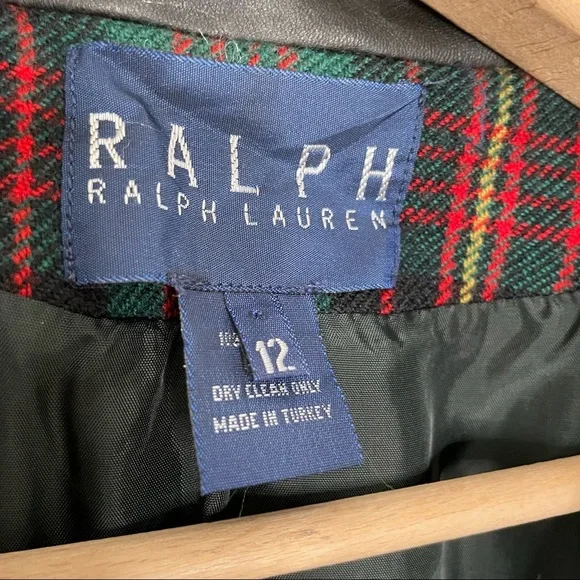 RALPH
RALPH LAUREN
12
DRY CLEAN ONLY
MADE IN TURKEY